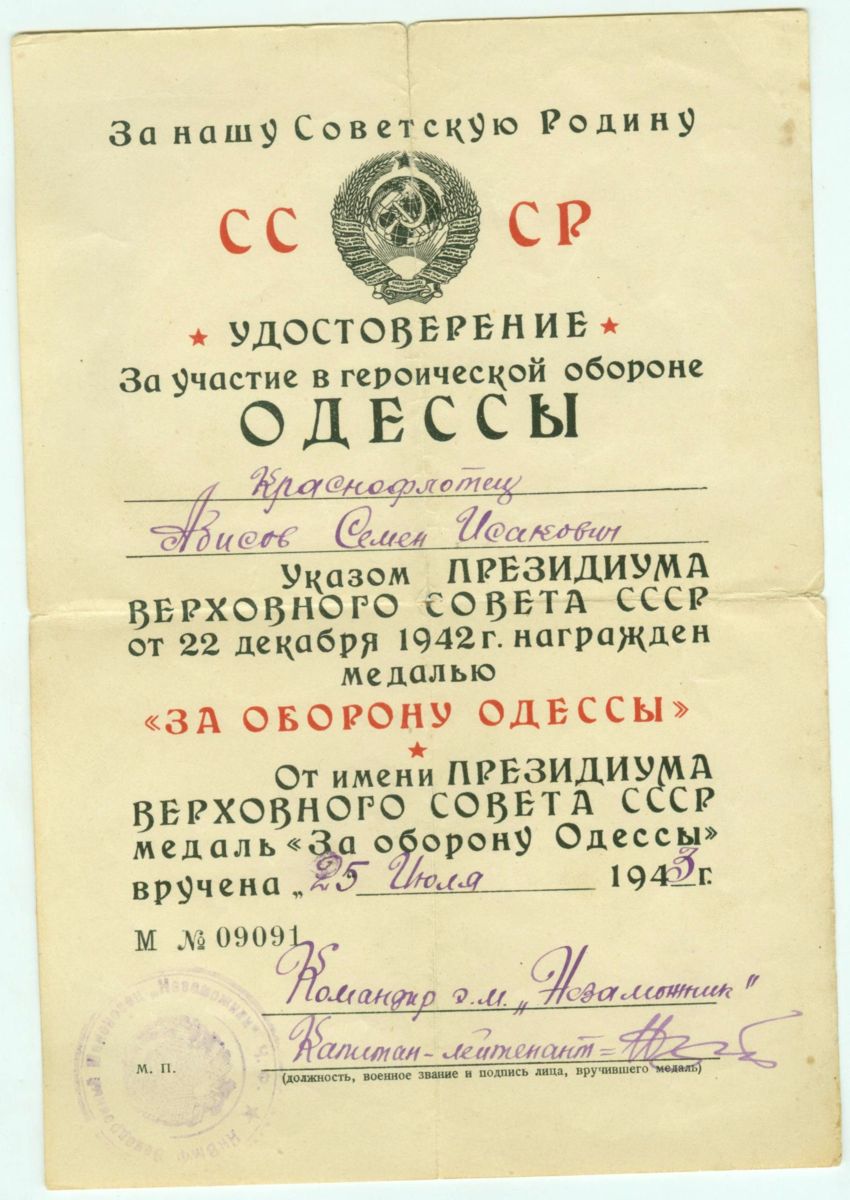 За нашу Советскую Родину
СС СР
УДОСТОВЕРЕНИЕ
За участие в героической обороне
ОДЕССЫ
Краснофлотец
Абисов Семен Исакович
Указом ПРЕЗИДИУМА
ВЕРХОВНОГО СОВЕТА СССР
от 22 декабря 1942 г. награжден
медалью
«ЗА ОБОРОНУ ОДЕССЫ»
От имени ПРЕЗИДИУМА
ВЕРХОВНОГО СОВЕТА СССР
медаль «За оборону Одессы»
вручена „25" Июля 1943 г.
М № 09091
Командир э.м. „Незаможник"
Капитан-лейтенант=
М. П.
(должность, военное звание и подпись лица, вручившего медаль)